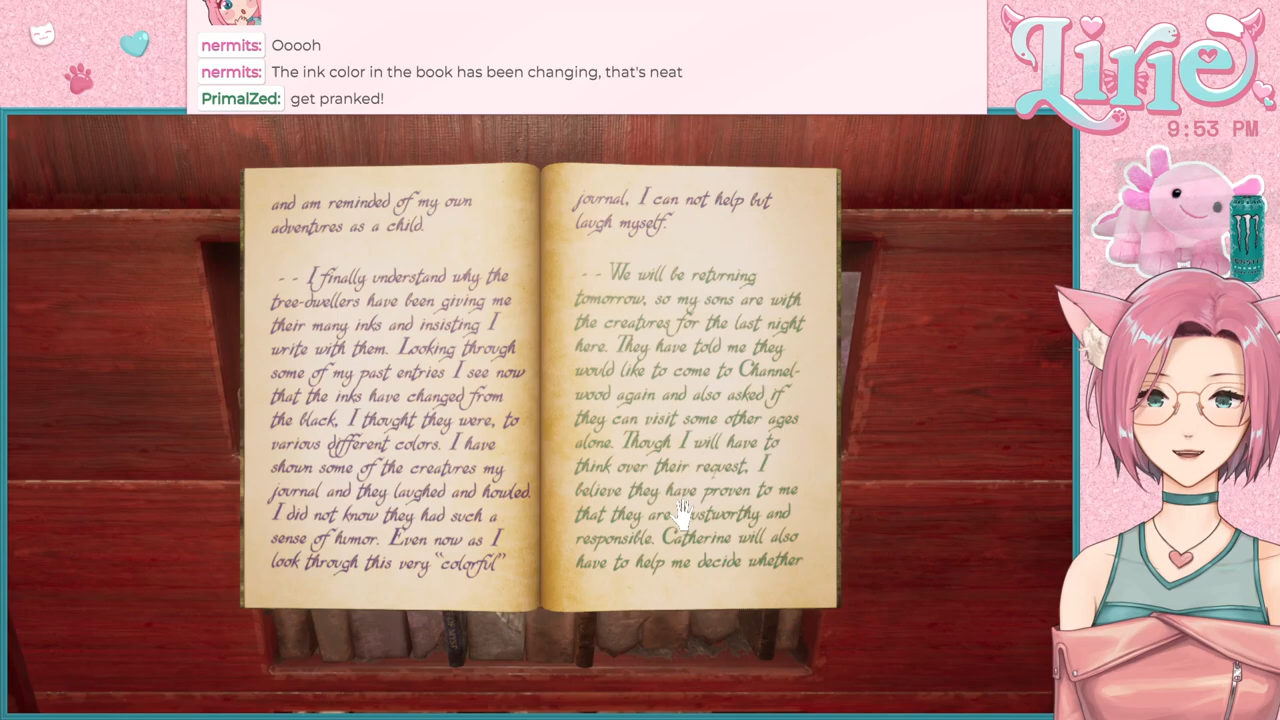 nermits: Ooooh
nermits: The ink color in the book has been changing, that's neat
PrimalZed: get pranked!
Lirie
9:53 PM
and am reminded of my own
adventures as a child.
-- I finally understand why the
tree-dwellers have been giving me
their many inks and insisting I
write with them. Looking through
some of my past entries I see now
that the inks have changed from
the black, I thought they were, to
various different colors. I have
shown some of the creatures my
journal and they laughed and howled.
I did not know they had such a
sense of humor. Even now as I
look through this very “colorful”
journal, I can not help but
laugh myself.
-- We will be returning
tomorrow, so my sons are with
the creatures for the last night
here. They have told me they
would like to come to Channel-
wood again and also asked if
they can visit some other ages
alone. Though I will have to
think over their request, I
believe they have proven to me
that they are trustworthy and
responsible. Catherine will also
have to help me decide whether